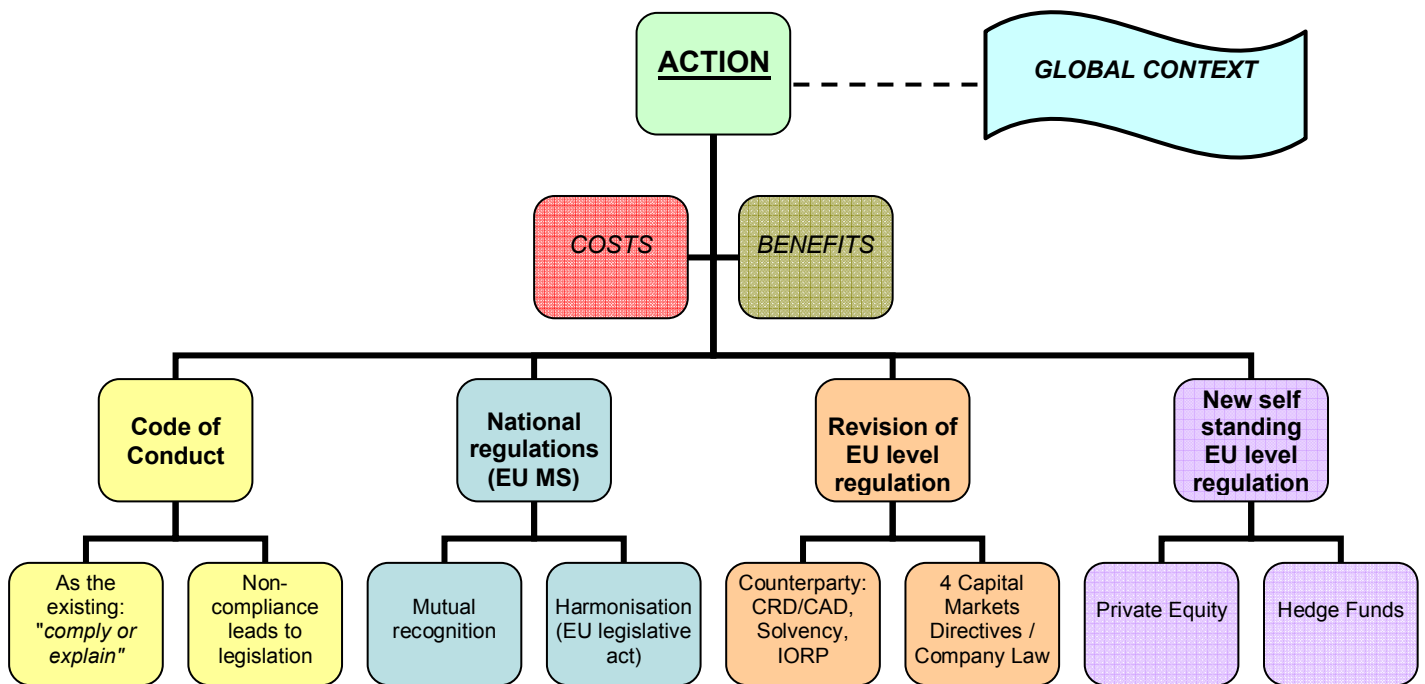 ACTION
GLOBAL CONTEXT
COSTS
BENEFITS
Code of
Conduct
National
regulations
(EU MS)
Revision of
EU level
regulation
New self
standing
EU level
regulation
As the
existing:
"comply or
explain"
Non-
compliance
leads to
legislation
Mutual
recognition
Harmonisation
(EU legislative
act)
Counterparty:
CRD/CAD,
Solvency,
IORP
4 Capital
Markets
Directives /
Company Law
Private Equity
Hedge Funds